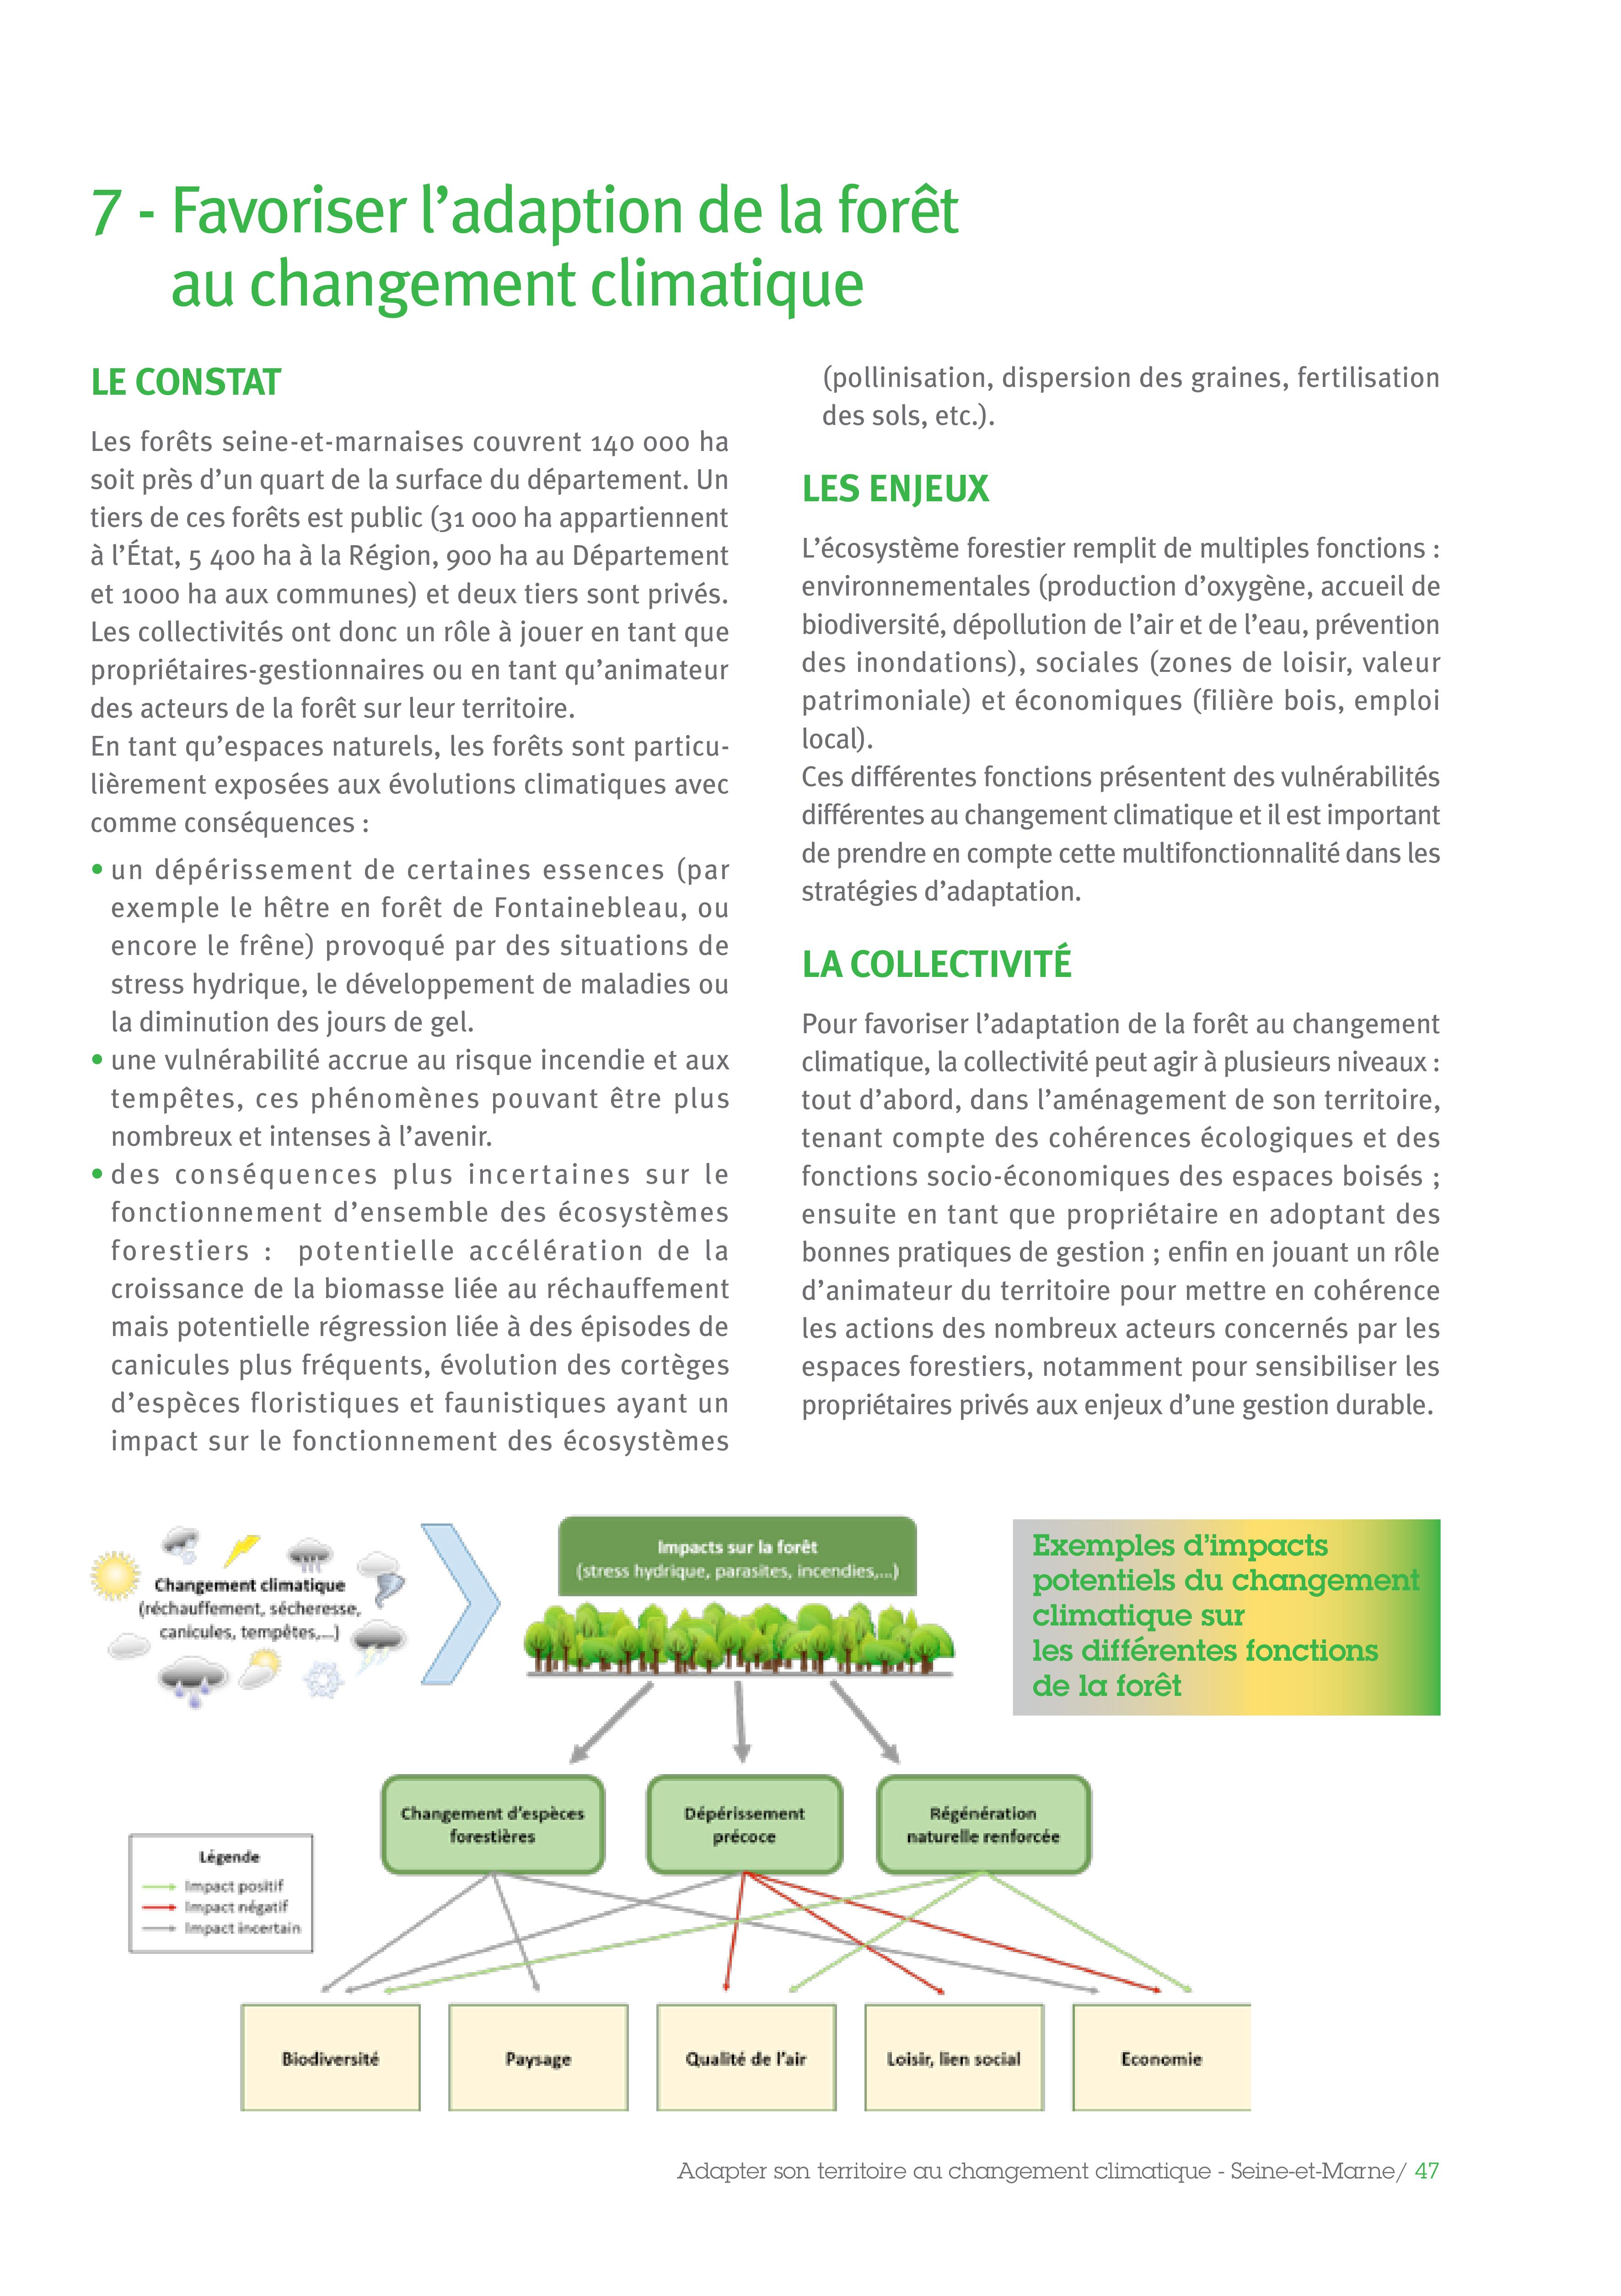 7 - Favoriser l’adaption de la forêt
au changement climatique
LE CONSTAT
Les forêts seine-et-marnaises couvrent 140 000 ha
soit près d’un quart de la surface du département. Un
tiers de ces forêts est public (31 000 ha appartiennent
à l’État, 5 400 ha à la Région, 900 ha au Département
et 1000 ha aux communes) et deux tiers sont privés.
Les collectivités ont donc un rôle à jouer en tant que
propriétaires-gestionnaires ou en tant qu’animateur
des acteurs de la forêt sur leur territoire.
En tant qu’espaces naturels, les forêts sont particu-
lièrement exposées aux évolutions climatiques avec
comme conséquences :
• un dépérissement de certaines essences (par
exemple le hêtre en forêt de Fontainebleau, ou
encore le frêne) provoqué par des situations de
stress hydrique, le développement de maladies ou
la diminution des jours de gel.
• une vulnérabilité accrue au risque incendie et aux
tempêtes, ces phénomènes pouvant être plus
nombreux et intenses à l’avenir.
• des conséquences plus incertaines sur le
fonctionnement d’ensemble des écosystèmes
forestiers : potentielle accélération de la
croissance de la biomasse liée au réchauffement
mais potentielle régression liée à des épisodes de
canicules plus fréquents, évolution des cortèges
d’espèces floristiques et faunistiques ayant un
impact sur le fonctionnement des écosystèmes
(pollinisation, dispersion des graines, fertilisation
des sols, etc.).
LES ENJEUX
L’écosystème forestier remplit de multiples fonctions :
environnementales (production d’oxygène, accueil de
biodiversité, dépollution de l’air et de l’eau, prévention
des inondations), sociales (zones de loisir, valeur
patrimoniale) et économiques (filière bois, emploi
local).
Ces différentes fonctions présentent des vulnérabilités
différentes au changement climatique et il est important
de prendre en compte cette multifonctionnalité dans les
stratégies d’adaptation.
LA COLLECTIVITÉ
Pour favoriser l’adaptation de la forêt au changement
climatique, la collectivité peut agir à plusieurs niveaux :
tout d’abord, dans l’aménagement de son territoire,
tenant compte des cohérences écologiques et des
fonctions socio-économiques des espaces boisés ;
ensuite en tant que propriétaire en adoptant des
bonnes pratiques de gestion ; enfin en jouant un rôle
d’animateur du territoire pour mettre en cohérence
les actions des nombreux acteurs concernés par les
espaces forestiers, notamment pour sensibiliser les
propriétaires privés aux enjeux d’une gestion durable.
Changement climatique
(réchauffement, sécheresse,
canicules, tempêtes,...)
Impacts sur la forêt
(stress hydrique, parasites, incendies,...)
Exemples d’impacts
potentiels du changement
climatique sur
les différentes fonctions
de la forêt
Changement d’espèces
forestières
Dépérissement
précoce
Régénération
naturelle renforcée
Légende
Impact positif
Impact négatif
Impact incertain
Biodiversité
Paysage
Qualité de l’air
Loisir, lien social
Economie
Adapter son territoire au changement climatique - Seine-et-Marne/ 47